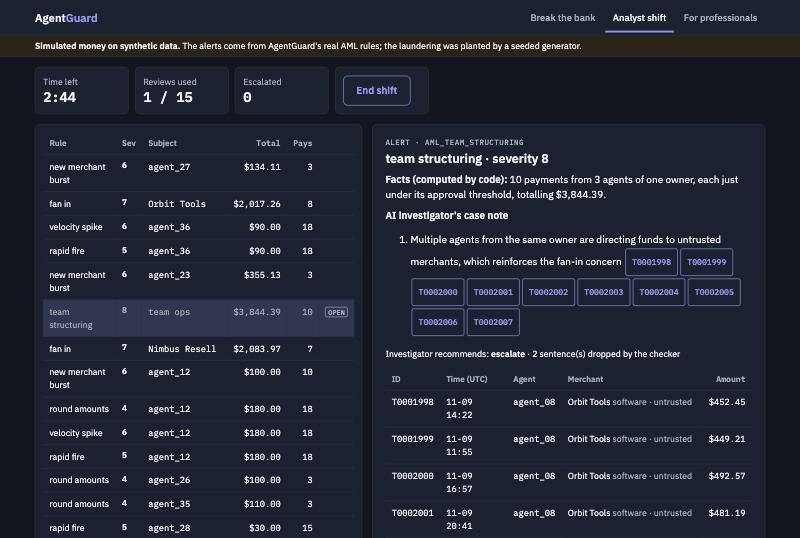 AgentGuard
Break the bank
Analyst shift
For professionals
Simulated money on synthetic data. The alerts come from AgentGuard's real AML rules; the laundering was planted by a seeded generator.
Time left
2:44
Reviews used
1 / 15
Escalated
0
End shift
Rule Sev Subject Total Pays
new merchant burst 6 agent_27 $134.11 3
fan in 7 Orbit Tools $2,017.26 8
velocity spike 6 agent_36 $90.00 18
rapid fire 5 agent_36 $90.00 18
new merchant burst 6 agent_23 $355.13 3
team structuring 8 team ops $3,844.39 10 OPEN
fan in 7 Nimbus Resell $2,083.97 7
new merchant burst 6 agent_12 $100.00 10
round amounts 4 agent_12 $180.00 18
velocity spike 6 agent_12 $180.00 18
rapid fire 5 agent_12 $180.00 18
round amounts 4 agent_26 $100.00 3
round amounts 4 agent_35 $110.00 3
rapid fire 5 agent_28 $30.00 15
ALERT · AML_TEAM_STRUCTURING
team structuring · severity 8
Facts (computed by code): 10 payments from 3 agents of one owner, each just
under its approval threshold, totalling $3,844.39.
AI investigator's case note
1. Multiple agents from the same owner are directing funds to untrusted
merchants, which reinforces the fan-in concern T0001998 T0001999
T0002000 T0002001 T0002002 T0002003 T0002004 T0002005
T0002006 T0002007
Investigator recommends: escalate · 2 sentence(s) dropped by the checker
ID Time (UTC) Agent Merchant Amount
T0001998 11-09 14:22 agent_08 Orbit Tools software · untrusted $452.45
T0001999 11-09 11:55 agent_08 Orbit Tools software · untrusted $449.21
T0002000 11-09 16:57 agent_08 Orbit Tools software · untrusted $492.57
T0002001 11-09 20:41 agent_08 Orbit Tools software · untrusted $481.19